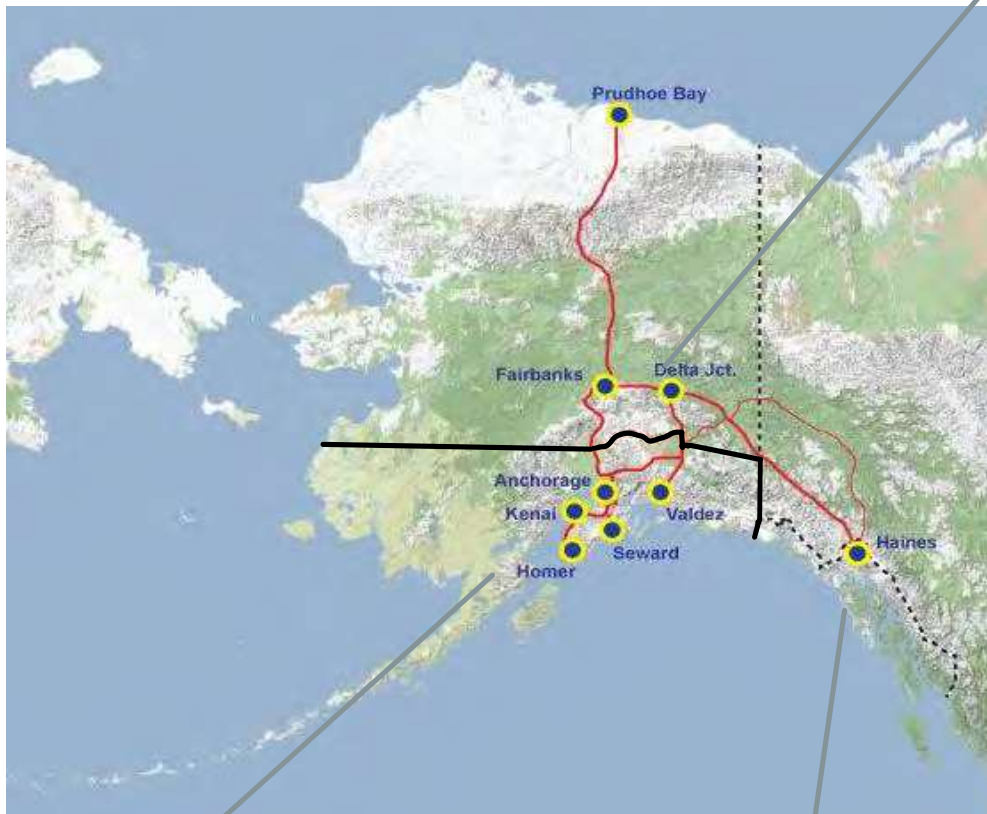 Prudhoe Bay
Fairbanks
Delta Jct.
Anchorage
Kenai
Valdez
Seward
Haines
Homer